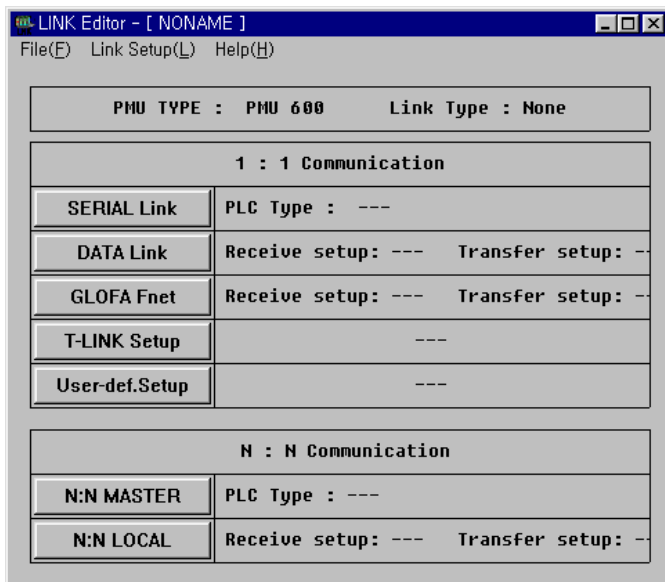 LINK Editor - [ NONAME ]
File(F) Link Setup(L) Help(H)
PMU TYPE : PMU 600 Link Type : None
1 : 1 Communication
SERIAL Link PLC Type : ---
DATA Link Receive setup: --- Transfer setup: --
GLOFA Fnet Receive setup: --- Transfer setup: --
T-LINK Setup ---
User-def.Setup ---
N : N Communication
N:N MASTER PLC Type : ---
N:N LOCAL Receive setup: --- Transfer setup: --